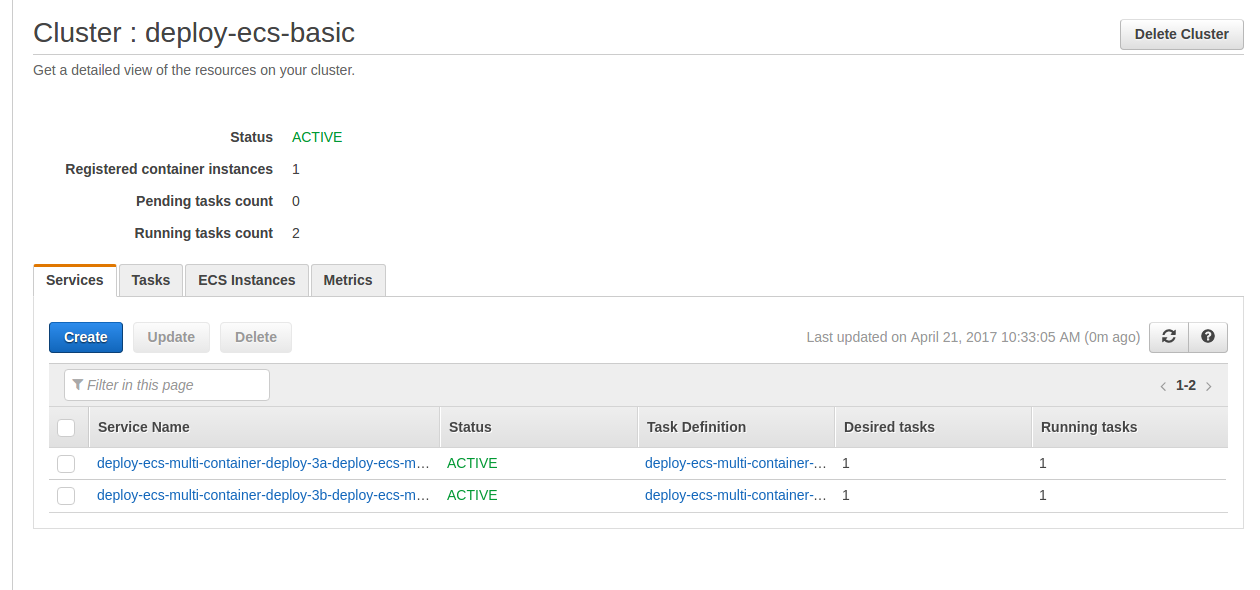 Cluster : deploy-ecs-basic
Delete Cluster
Get a detailed view of the resources on your cluster.
Status ACTIVE
Registered container instances 1
Pending tasks count 0
Running tasks count 2
Services Tasks ECS Instances Metrics
Create Update Delete Last updated on April 21, 2017 10:33:05 AM (0m ago)
Filter in this page 1-2
Service Name Status Task Definition Desired tasks Running tasks
deploy-ecs-multi-container-deploy-3a-deploy-ecs-m… ACTIVE deploy-ecs-multi-container-… 1 1
deploy-ecs-multi-container-deploy-3b-deploy-ecs-m… ACTIVE deploy-ecs-multi-container-… 1 1